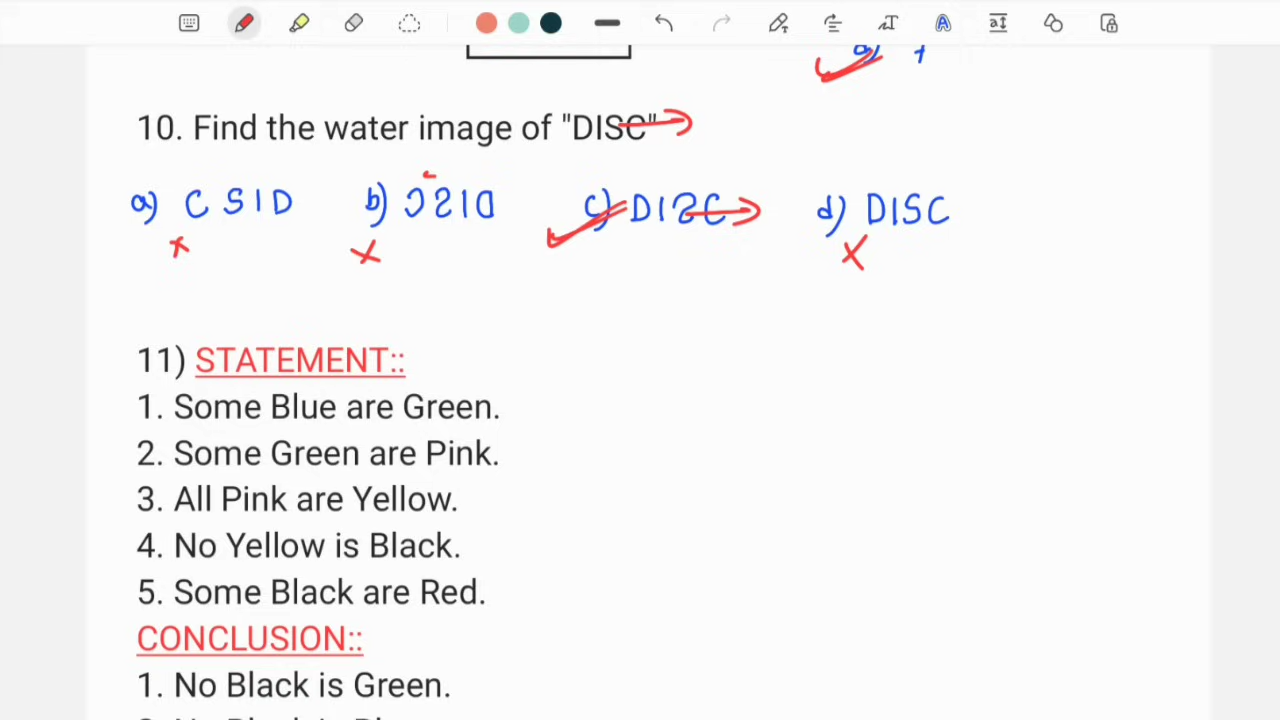 10. Find the water image of "DISC"
a) C S I D b) Ɔ Ƨ I D c) D I Ƨ C d) DISC
11) STATEMENT::
1. Some Blue are Green.
2. Some Green are Pink.
3. All Pink are Yellow.
4. No Yellow is Black.
5. Some Black are Red.
CONCLUSION::
1. No Black is Green.